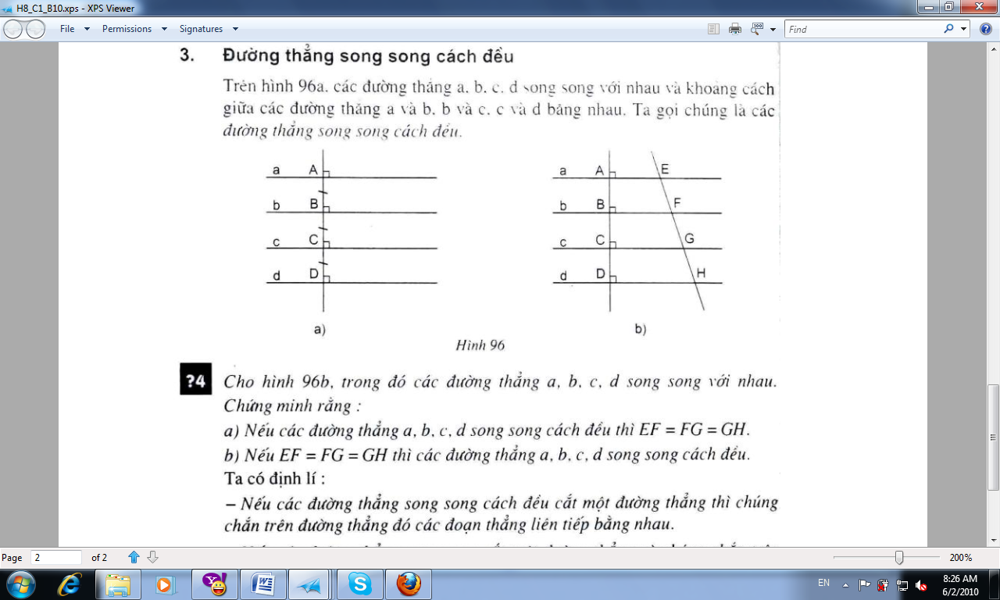 H8_C1_B10.xps - XPS Viewer
File Permissions Signatures
100
Find
3. Đường thẳng song song cách đều
Trên hình 96a, các đường thẳng a, b, c, d song song với nhau và khoảng cách
giữa các đường thẳng a và b, b và c, c và d bằng nhau. Ta gọi chúng là các
đường thẳng song song cách đều.
a A
b B
c C
d D
a)
a A E
b B F
c C G
d D H
b)
Hình 96
?4 Cho hình 96b, trong đó các đường thẳng a, b, c, d song song với nhau.
Chứng minh rằng :
a) Nếu các đường thẳng a, b, c, d song song cách đều thì EF = FG = GH.
b) Nếu EF = FG = GH thì các đường thẳng a, b, c, d song song cách đều.
Ta có định lí :
– Nếu các đường thẳng song song cách đều cắt một đường thẳng thì chúng
chắn trên đường thẳng đó các đoạn thẳng liên tiếp bằng nhau.
Page 2 of 2
200%
EN
8:26 AM
6/2/2010